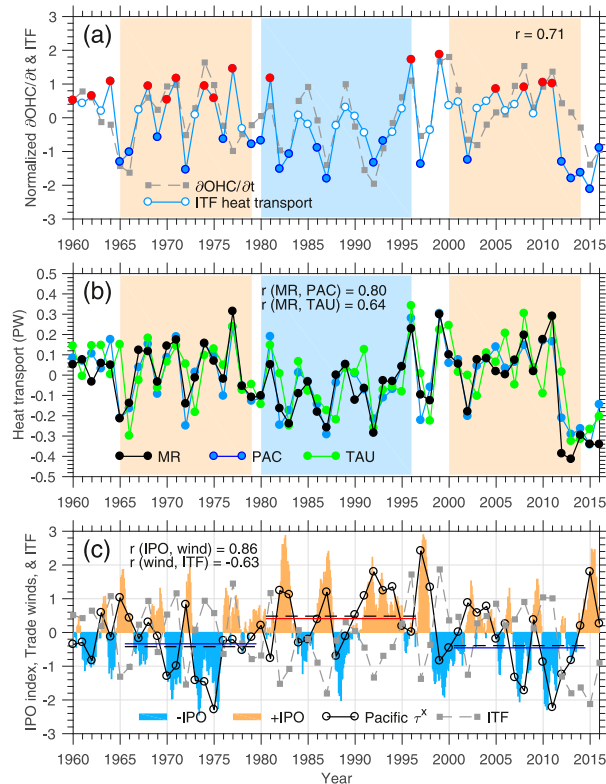 (a)
r = 0.71
Normalized ∂OHC/∂t & ITF
3
2
1
0
-1
-2
-3
∂OHC/∂t
ITF heat transport
1960 1965 1970 1975 1980 1985 1990 1995 2000 2005 2010 2015
(b)
r (MR, PAC) = 0.80
r (MR, TAU) = 0.64
Heat transport (PW)
0.5
0.4
0.3
0.2
0.1
0.0
-0.1
-0.2
-0.3
-0.4
-0.5
MR PAC TAU
1960 1965 1970 1975 1980 1985 1990 1995 2000 2005 2010 2015
(c)
r (IPO, wind) = 0.86
r (wind, ITF) = -0.63
IPO index, Trade winds, & ITF
3
2
1
0
-1
-2
-3
-IPO +IPO Pacific τˣ ITF
1960 1965 1970 1975 1980 1985 1990 1995 2000 2005 2010 2015
Year